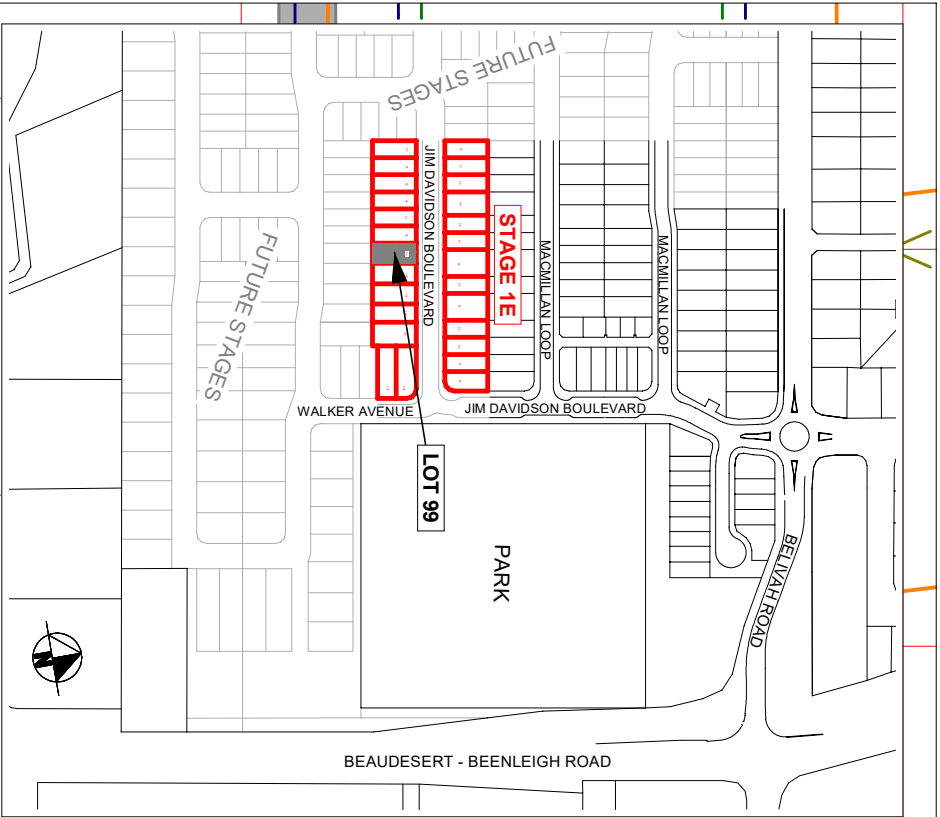 FUTURE STAGES
JIM DAVIDSON BOULEVARD
STAGE 1E
MACMILLAN LOOP
MACMILLAN LOOP
FUTURE STAGES
WALKER AVENUE
JIM DAVIDSON BOULEVARD
LOT 99
PARK
BELIVAH ROAD
N
BEAUDESERT - BEENLEIGH ROAD